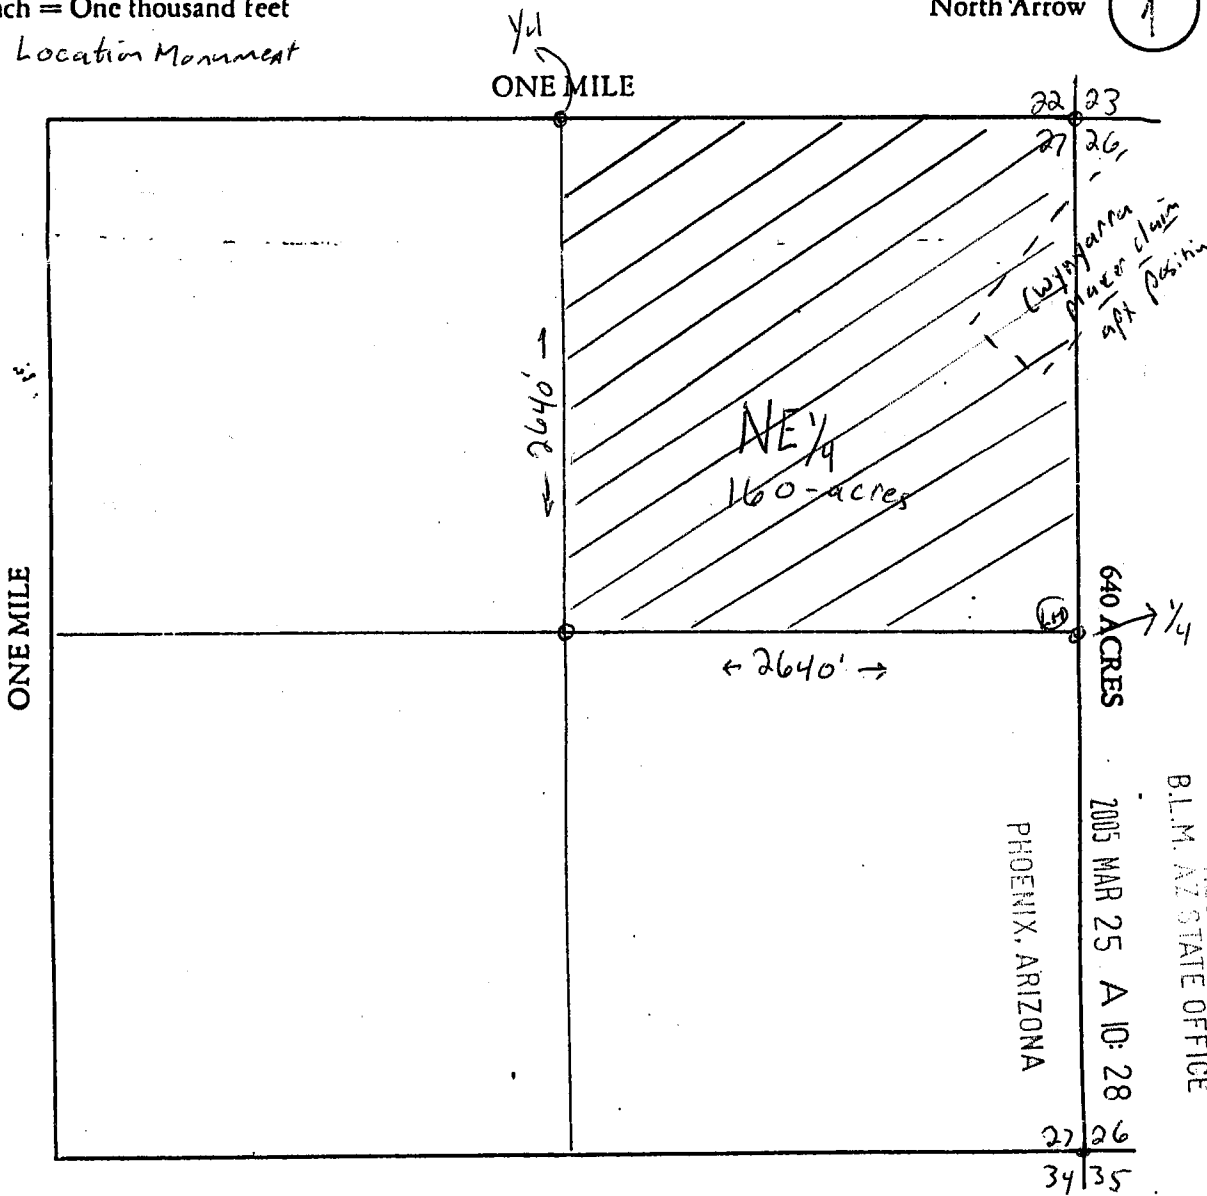 = One thousand feet
North Arrow
1
Location Monument
1/4
ONE MILE
22 23
27 26
placer claim
apx position
2640'
NE 1/4
160-acres
ONE MILE
640 ACRES
LM
1/4
← 2640' →
B.L.M. AZ STATE OFFICE
2005 MAR 25 A 10: 28
PHOENIX, ARIZONA
27 26
34 35